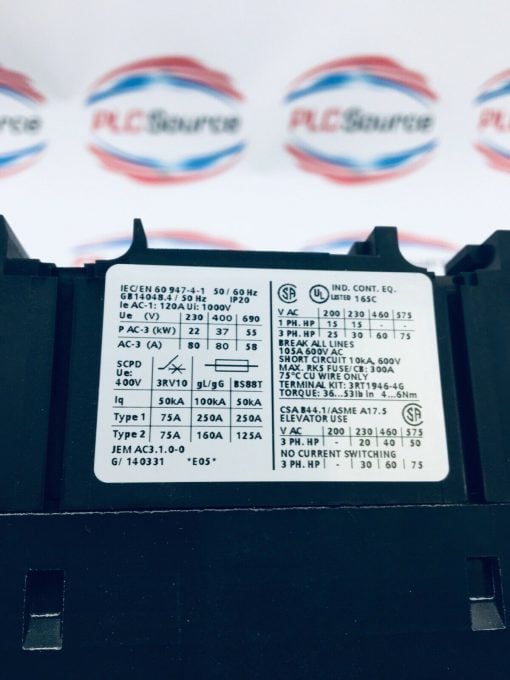 PLCSource PLCSource
IEC/EN 60 947-4-1 50/60 Hz
GB14048.4 / 50 Hz IP20
Ie AC-1: 120A Ui: 1000V
Ue (V) 230 400 690
P AC-3 (kW) 22 37 55
AC-3 (A) 80 80 58
SCPD
Ue:
400V 3RV10 gL/gG BS88T
Iq 50kA 100kA 50kA
Type 1 75A 250A 250A
Type 2 75A 160A 125A
JEM AC3.1.0-0
G/ 140331 *E05*
SA UL IND. CONT. EQ.
LISTED 165C
V AC 200 230 460 575
1 PH. HP 15 15 - -
3 PH. HP 25 30 60 75
BREAK ALL LINES
105A 600V AC
SHORT CIRCUIT 10kA, 600V
MAX. RK5 FUSE/CB: 300A
75°C CU WIRE ONLY
TERMINAL KIT: 3RT1946-4G
TORQUE: 36...53lb in 4...6Nm
CSA B44.1/ASME A17.5
ELEVATOR USE SA
V AC 200 230 460 575
3 PH. HP - 20 40 50
NO CURRENT SWITCHING
3 PH. HP - 30 60 75